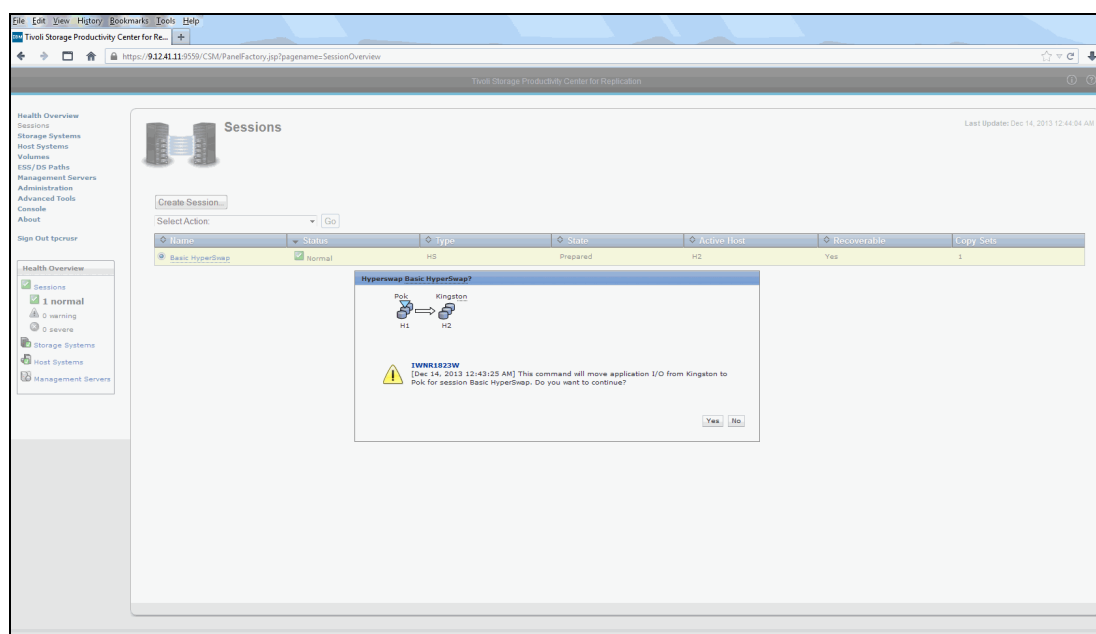 File Edit View History Bookmarks Tools Help
IBM Tivoli Storage Productivity Center for Re... +
https://9.12.41.11:9559/CSM/PanelFactory.jsp?pagename=SessionOverview
Tivoli Storage Productivity Center for Replication
Health Overview
Sessions
Storage Systems
Host Systems
Volumes
ESS/DS Paths
Management Servers
Administration
Advanced Tools
Console
About
Sign Out tpcrusr
Health Overview
Sessions
1 normal
0 warning
0 severe
Storage Systems
Host Systems
Management Servers
Sessions
Last Update: Dec 14, 2013 12:44:04 AM
Create Session...
Select Action: Go
Name Status Type State Active Host Recoverable Copy Sets
Basic HyperSwap Normal HS Prepared H2 Yes 1
Hyperswap Basic HyperSwap?
Pok Kingston
H1 H2
IWNR1823W
[Dec 14, 2013 12:43:25 AM] This command will move application I/O from Kingston to
Pok for session Basic HyperSwap. Do you want to continue?
Yes No